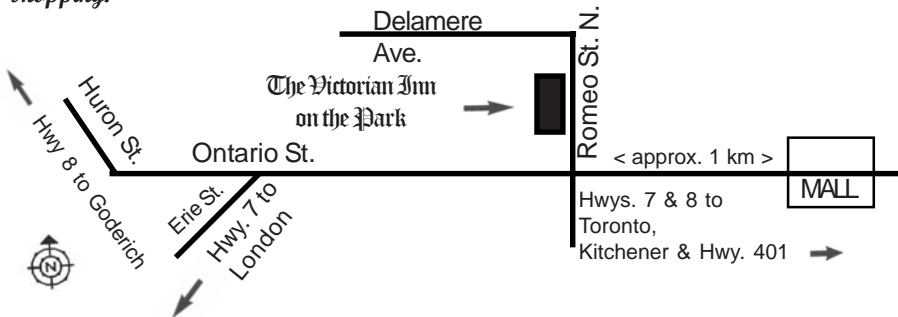 shopping.
Delamere
Ave.
Romeo St. N.
The Victorian Inn
on the Park
Huron St.
Hwy 8 to Goderich
Ontario St.
< approx. 1 km >
MALL
Erie St.
Hwy. 7 to
London
Hwys. 7 & 8 to
Toronto,
Kitchener & Hwy. 401
N